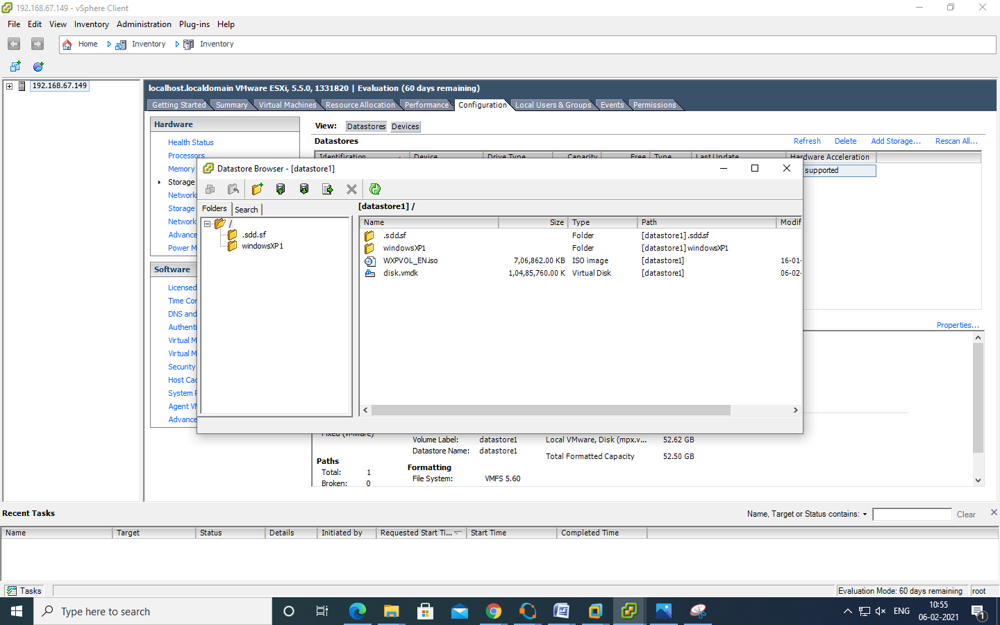 192.168.67.149 - vSphere Client
File Edit View Inventory Administration Plug-ins Help
Home Inventory Inventory
192.168.67.149
localhost.localdomain VMware ESXi, 5.5.0, 1331820 | Evaluation (60 days remaining)
Getting Started Summary Virtual Machines Resource Allocation Performance Configuration Local Users & Groups Events Permissions
Hardware
Health Status
Processors
Memory
Storage
Network
Storage
Network
Advance
Power M
Software
Licensed
Time Con
DNS and
Authenti
Virtual M
Virtual M
Security
Host Cac
System R
Agent VM
Advance
View: Datastores Devices
Datastores Refresh Delete Add Storage... Rescan All...
Identification Device Drive Type Capacity Free Type Last Update Hardware Acceleration
supported
Datastore Browser - [datastore1]
Folders Search
/
.sdd.sf
windowsXP1
[datastore1] /
Name Size Type Path Modif
.sdd.sf Folder [datastore1] .sdd.sf
windowsXP1 Folder [datastore1] windowsXP1
WXPVOL_EN.iso 7,06,862.00 KB ISO image [datastore1] 16-01-
disk.vmdk 1,04,85,760.00 K Virtual Disk [datastore1] 06-02-
Properties...
Fixed (VMware)
Volume Label: datastore1 Local VMware, Disk (mpx.v... 52.62 GB
Datastore Name: datastore1
Total Formatted Capacity 52.50 GB
Paths
Total: 1
Broken: 0
Formatting
File System: VMFS 5.60
Recent Tasks Name, Target or Status contains: Clear
Name Target Status Details Initiated by Requested Start Ti... Start Time Completed Time
Tasks Evaluation Mode: 60 days remaining root
Type here to search
ENG
10:55
06-02-2021
1